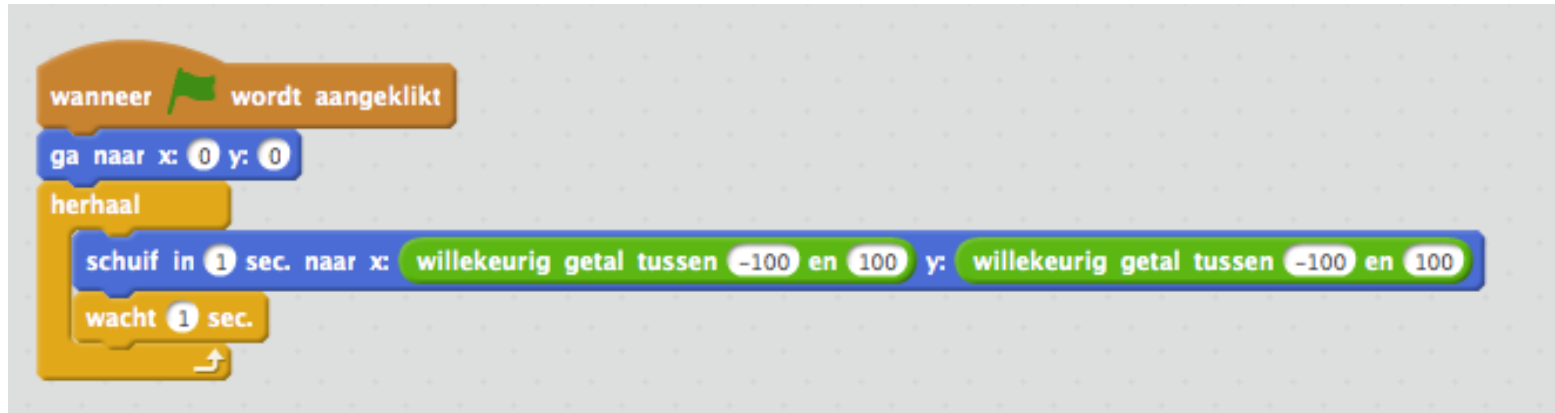 wanneer wordt aangeklikt
ga naar x: 0 y: 0
herhaal
schuif in 1 sec. naar x: willekeurig getal tussen -100 en 100 y: willekeurig getal tussen -100 en 100
wacht 1 sec.